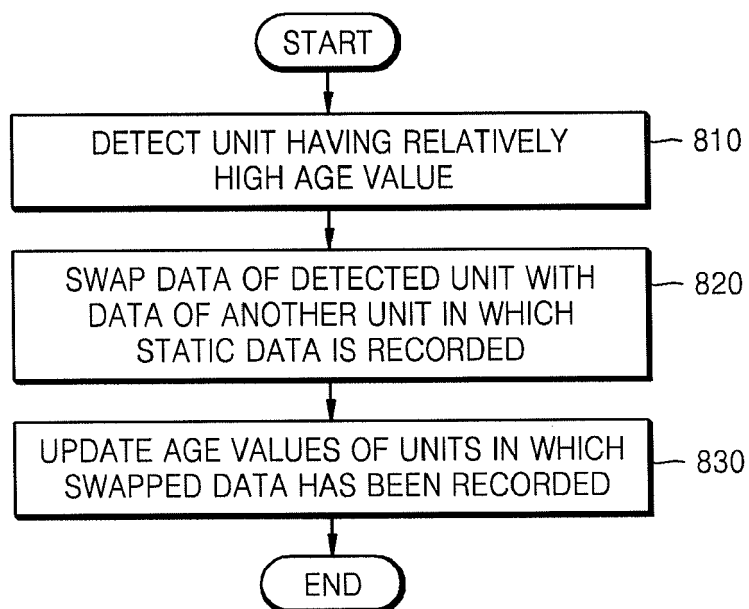 START
DETECT UNIT HAVING RELATIVELY
HIGH AGE VALUE
810
SWAP DATA OF DETECTED UNIT WITH
DATA OF ANOTHER UNIT IN WHICH
STATIC DATA IS RECORDED
820
UPDATE AGE VALUES OF UNITS IN WHICH
SWAPPED DATA HAS BEEN RECORDED
830
END